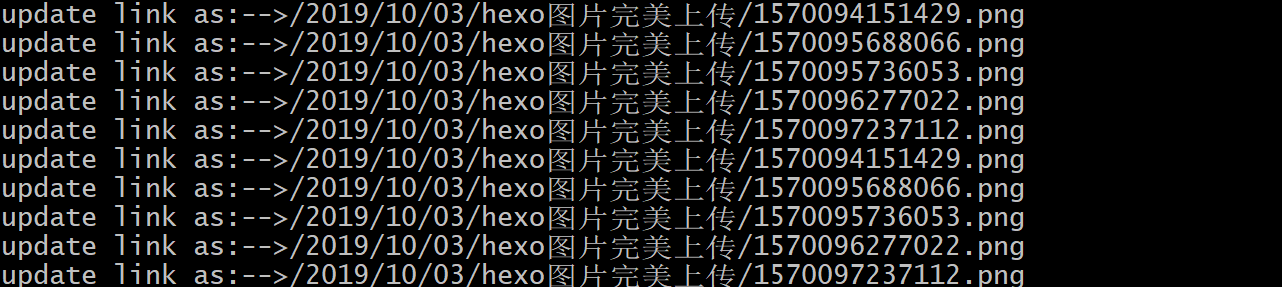 update link as:-->/2019/10/03/hexo图片完美上传/1570094151429.png
update link as:-->/2019/10/03/hexo图片完美上传/1570095688066.png
update link as:-->/2019/10/03/hexo图片完美上传/1570095736053.png
update link as:-->/2019/10/03/hexo图片完美上传/1570096277022.png
update link as:-->/2019/10/03/hexo图片完美上传/1570097237112.png
update link as:-->/2019/10/03/hexo图片完美上传/1570094151429.png
update link as:-->/2019/10/03/hexo图片完美上传/1570095688066.png
update link as:-->/2019/10/03/hexo图片完美上传/1570095736053.png
update link as:-->/2019/10/03/hexo图片完美上传/1570096277022.png
update link as:-->/2019/10/03/hexo图片完美上传/1570097237112.png